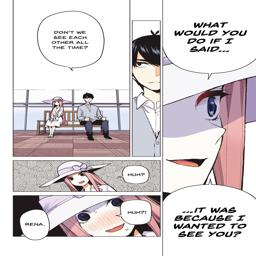 DON'T WE
SEE EACH
OTHER ALL
THE TIME?
WHAT
WOULD YOU
DO IF I
SAID...
HUH?
HUH?!
RENA.
...IT WAS
BECAUSE I
WANTED TO
SEE YOU?